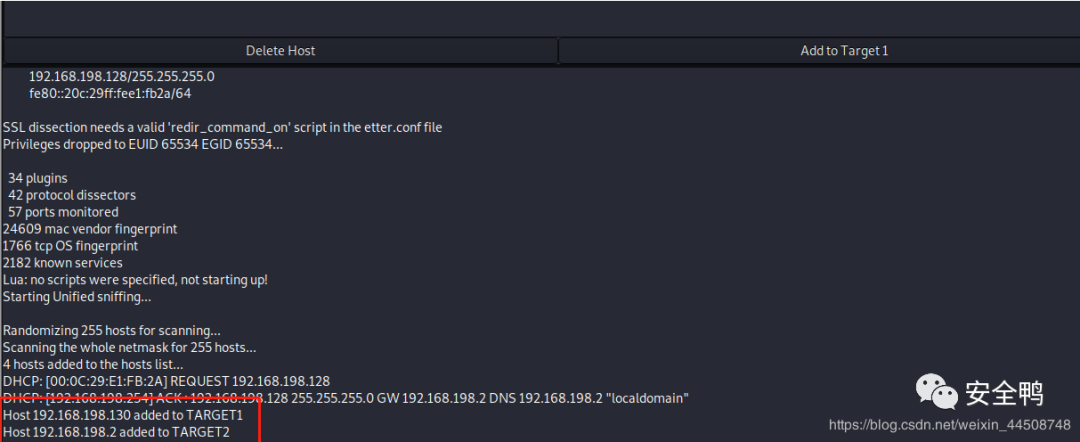 Delete Host
Add to Target 1
192.168.198.128/255.255.255.0
fe80::20c:29ff:fee1:fb2a/64
SSL dissection needs a valid 'redir_command_on' script in the etter.conf file
Privileges dropped to EUID 65534 EGID 65534...
34 plugins
42 protocol dissectors
57 ports monitored
24609 mac vendor fingerprint
1766 tcp OS fingerprint
2182 known services
Lua: no scripts were specified, not starting up!
Starting Unified sniffing...
Randomizing 255 hosts for scanning...
Scanning the whole netmask for 255 hosts...
4 hosts added to the hosts list...
DHCP: [00:0C:29:E1:FB:2A] REQUEST 192.168.198.128
DHCP: [192.168.198.254] ACK : 192.168.198.128 255.255.255.0 GW 192.168.198.2 DNS 192.168.198.2 "localdomain"
Host 192.168.198.130 added to TARGET1
Host 192.168.198.2 added to TARGET2
安全鸭
https://blog.csdn.net/weixin_44508748